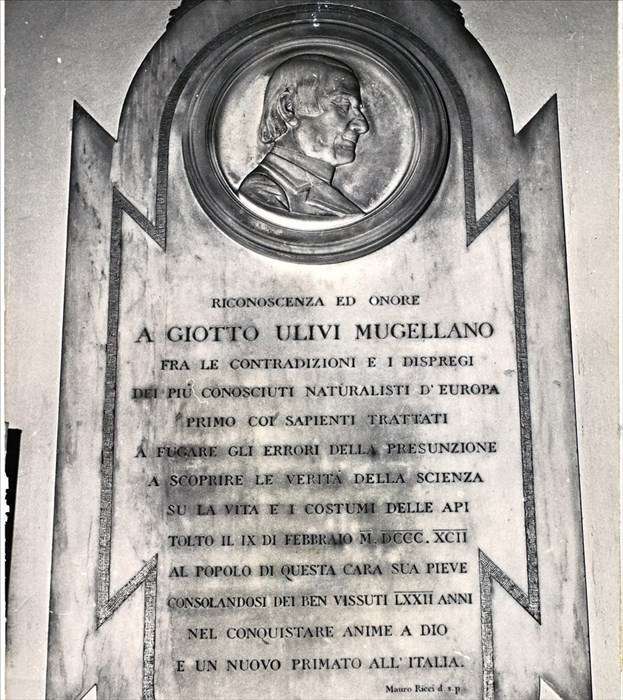 RICONOSCENZA ED ONORE
A GIOTTO ULIVI MUGELLANO
FRA LE CONTRADIZIONI E I DISPREGI
DEI PIÙ CONOSCIUTI NATURALISTI D'EUROPA
PRIMO COI SAPIENTI TRATTATI
A FUGARE GLI ERRORI DELLA PRESUNZIONE
A SCOPRIRE LE VERITÀ DELLA SCIENZA
SU LA VITA E I COSTUMI DELLE API
TOLTO IL IX DI FEBBRAIO M. DCCC. XCII
AL POPOLO DI QUESTA CARA SUA PIEVE
CONSOLANDOSI DEI BEN VISSUTI LXXII ANNI
NEL CONQUISTARE ANIME A DIO
E UN NUOVO PRIMATO ALL'ITALIA.
Mauro Ricci d. s. p.